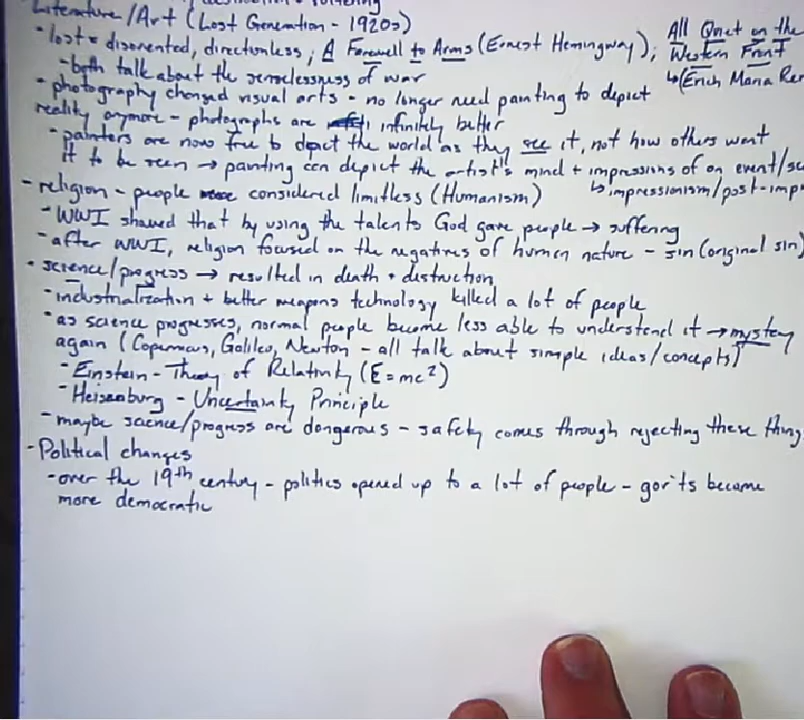 Literature/Art (Lost Generation - 1920s)
- lost = disoriented, directionless; A Farewell to Arms (Ernest Hemingway); All Quiet on the Western Front
↳(Erich Maria Rem
- both talk about the senselessness of war
- photography changed visual arts - no longer need painting to depict
reality anymore - photographs are infinitely better
- painters are now free to depict the world as they see it, not how others want
it to be seen → painting can depict the artist's mind + impressions of an event/sc
↳ impressionism/post-imp
- religion - people considered limitless (Humanism)
- WWI showed that by using the talents God gave people → suffering
- after WWI, religion focused on the negatives of human nature - sin (original sin)
- science/progress → resulted in death + destruction
- industrialization + better weapons technology killed a lot of people
- as science progresses, normal people become less able to understand it → mystery
again (Copernicus, Galileo, Newton - all talk about simple ideas/concepts)
- Einstein - Theory of Relativity (E=mc²)
- Heisenburg - Uncertainty Principle
- maybe science/progress are dangerous - safety comes through rejecting these thing
- Political changes
- over the 19th century - politics opened up to a lot of people - gov'ts became
more democratic